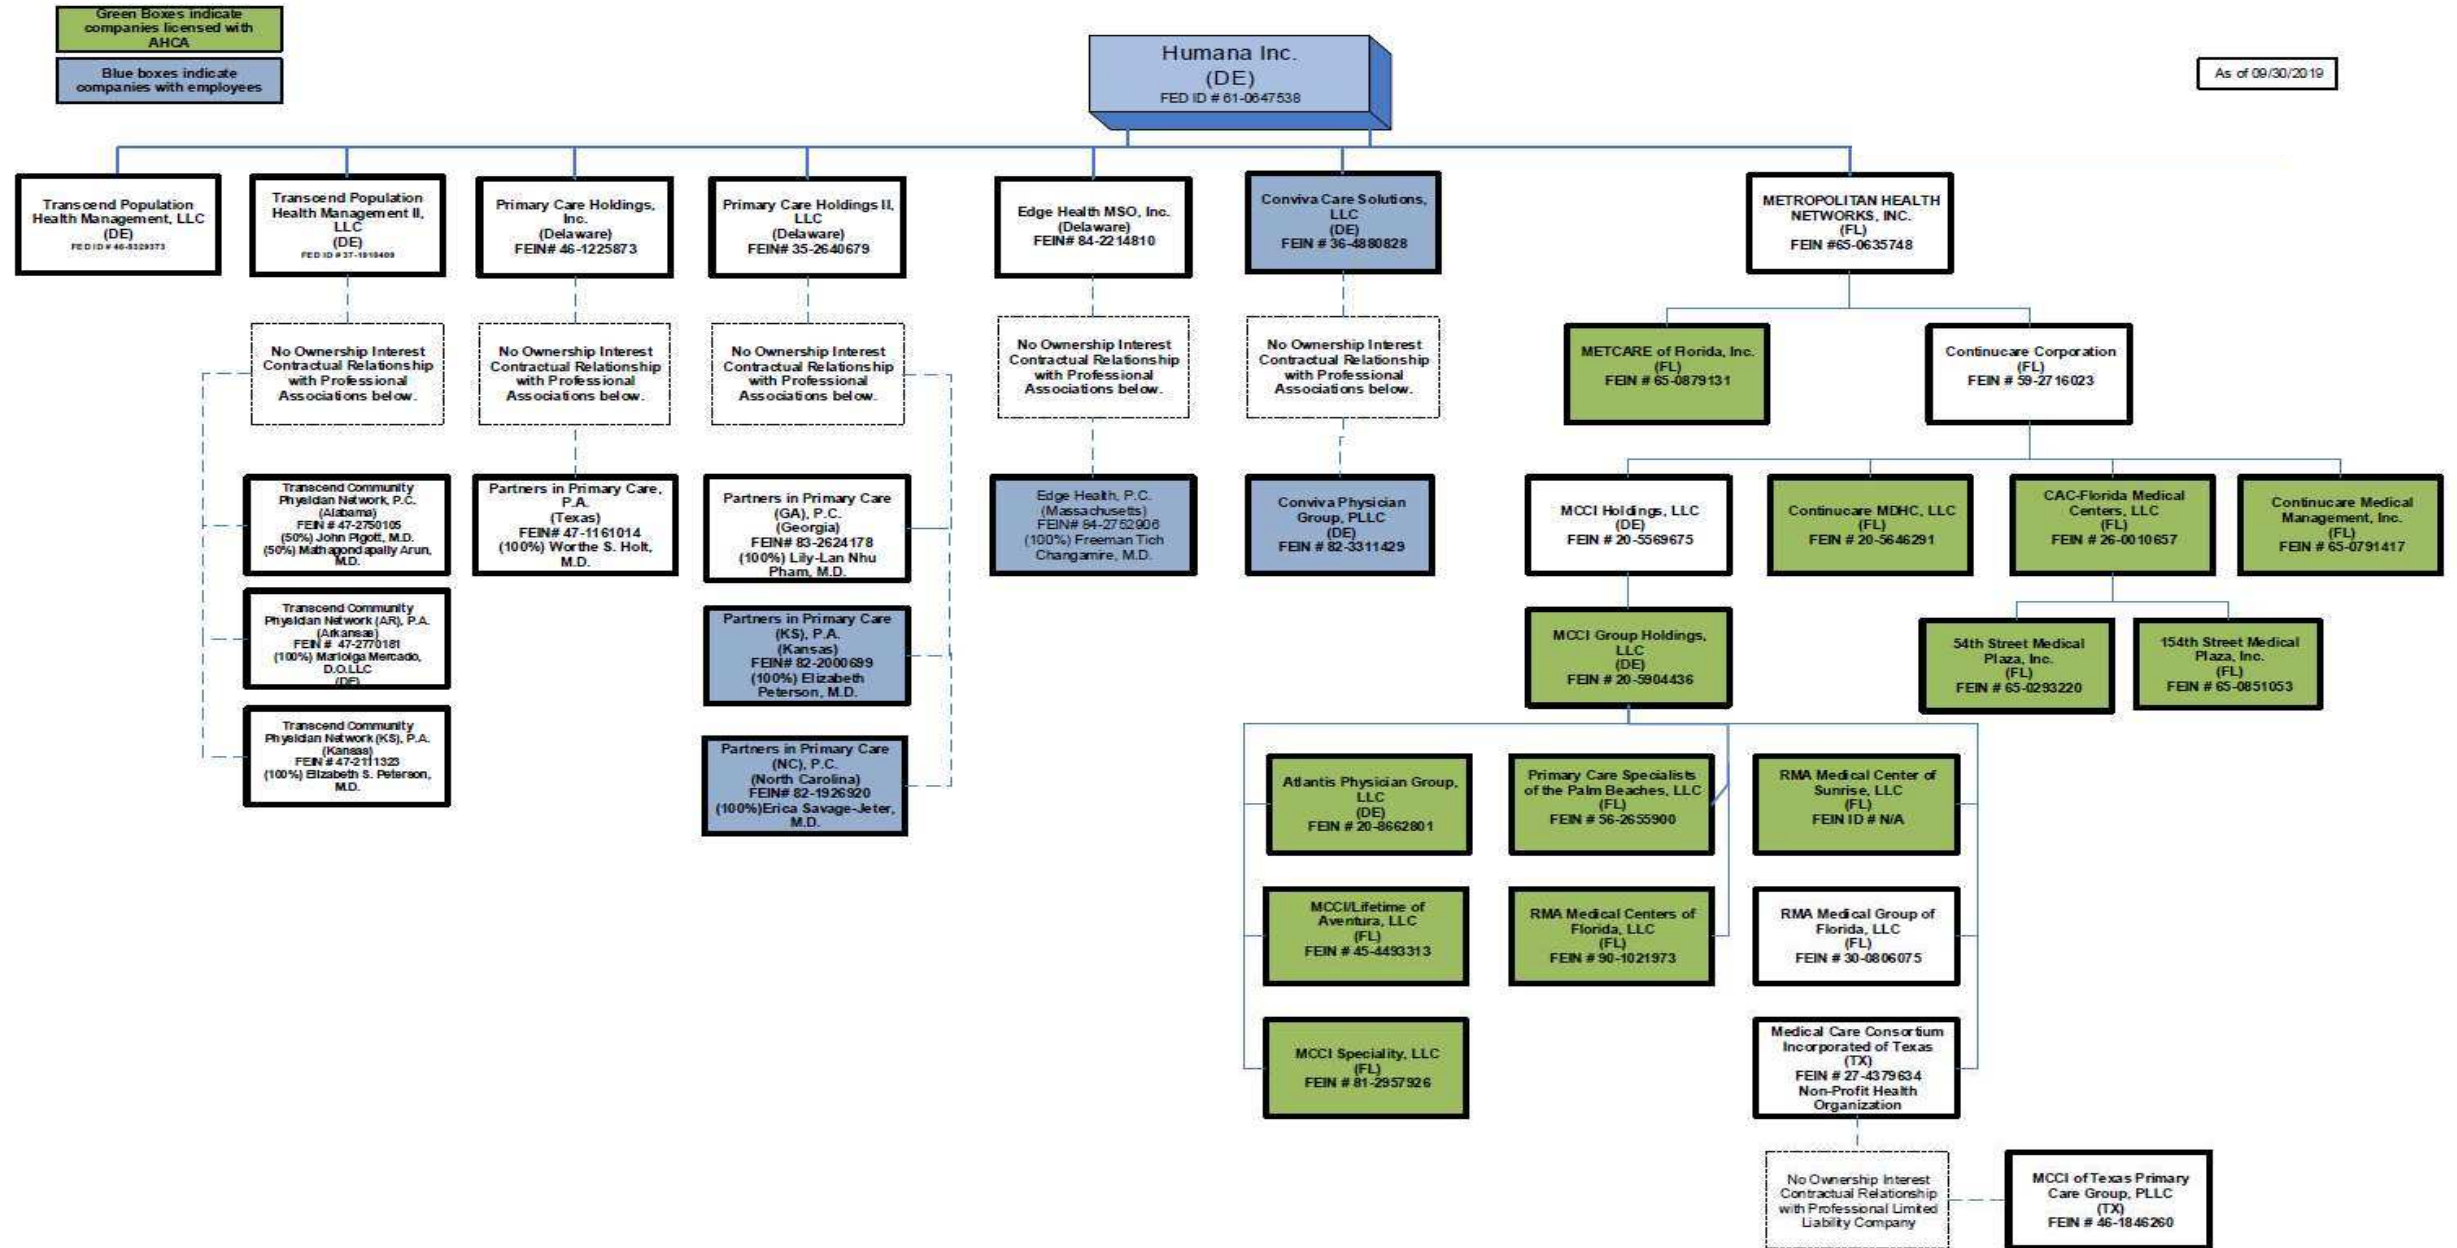 Green Boxes indicate
companies licensed with
AHCA
Blue boxes indicate
companies with employees
Humana Inc.
(DE)
FED ID # 61-0647538
As of 09/30/2019
Transcend Population
Health Management, LLC
(DE)
Transcend Population
Health Management II,
LLC
(DE)
Primary Care Holdings,
Inc.
(Delaware)
FEIN# 46-1225873
Primary Care Holdings II,
LLC
(Delaware)
FEIN# 35-2640679
Edge Health MSO, Inc.
(Delaware)
FEIN# 84-2214810
Conviva Care Solutions,
LLC
(DE)
FEIN # 36-4880828
METROPOLITAN HEALTH
NETWORKS, INC.
(FL)
FEIN #65-0635748
No Ownership Interest
Contractual Relationship
with Professional
Associations below.
No Ownership Interest
Contractual Relationship
with Professional
Associations below.
No Ownership Interest
Contractual Relationship
with Professional
Associations below.
No Ownership Interest
Contractual Relationship
with Professional
Associations below.
No Ownership Interest
Contractual Relationship
with Professional
Associations below.
METCARE of Florida, Inc.
(FL)
FEIN # 65-0879131
Continucare Corporation
(FL)
FEIN # 59-2716023
Transcend Community
Physician Network, P.C.
(Alabama)
FEIN # 47-2750105
(50%) John Pigott, M.D.
(50%) Mathagondapally Arun,
M.D.
Partners in Primary Care,
P.A.
(Texas)
FEIN# 47-1161014
(100%) Worthe S. Holt,
M.D.
Partners in Primary Care
(GA), P.C.
(Georgia)
FEIN# 83-2624178
(100%) Lily-Lan Nhu
Pham, M.D.
Edge Health, P.C.
(Massachusetts)
FEIN# 84-2752906
(100%) Freeman Tich
Changamire, M.D.
Conviva Physician
Group, PLLC
(DE)
FEIN # 82-3311429
MCCI Holdings, LLC
(DE)
FEIN # 20-5569675
Continucare MDHC, LLC
(FL)
FEIN # 20-5646291
CAC-Florida Medical
Centers, LLC
(FL)
FEIN # 26-0010657
Continucare Medical
Management, Inc.
(FL)
FEIN # 65-0791417
Transcend Community
Physician Network (AR), P.A.
(Arkansas)
FEIN # 47-2770181
(100%) Mariolga Mercado,
D.O.LLC
(DE)
Partners in Primary Care
(KS), P.A.
(Kansas)
FEIN# 82-2000699
(100%) Elizabeth
Peterson, M.D.
MCCI Group Holdings,
LLC
(DE)
FEIN # 20-5904436
54th Street Medical
Plaza, Inc.
(FL)
FEIN # 65-0293220
154th Street Medical
Plaza, Inc.
(FL)
FEIN # 65-0851053
Transcend Community
Physician Network (KS), P.A.
(Kansas)
FEIN # 47-2111323
(100%) Elizabeth S. Peterson,
M.D.
Partners in Primary Care
(NC), P.C.
(North Carolina)
FEIN# 82-1926920
(100%)Erica Savage-Jeter,
M.D.
Atlantis Physician Group,
LLC
(DE)
FEIN # 20-8662801
Primary Care Specialists
of the Palm Beaches, LLC
(FL)
FEIN # 56-2655900
RMA Medical Center of
Sunrise, LLC
(FL)
FEIN ID # N/A
MCCI/Lifetime of
Aventura, LLC
(FL)
FEIN # 45-4493313
RMA Medical Centers of
Florida, LLC
(FL)
FEIN # 90-1021973
RMA Medical Group of
Florida, LLC
(FL)
FEIN # 30-0806075
MCCI Speciality, LLC
(FL)
FEIN # 81-2957926
Medical Care Consortium
Incorporated of Texas
(TX)
FEIN # 27-4379634
Non-Profit Health
Organization
No Ownership Interest
Contractual Relationship
with Professional Limited
Liability Company
MCCI of Texas Primary
Care Group, PLLC
(TX)
FEIN # 46-1846260